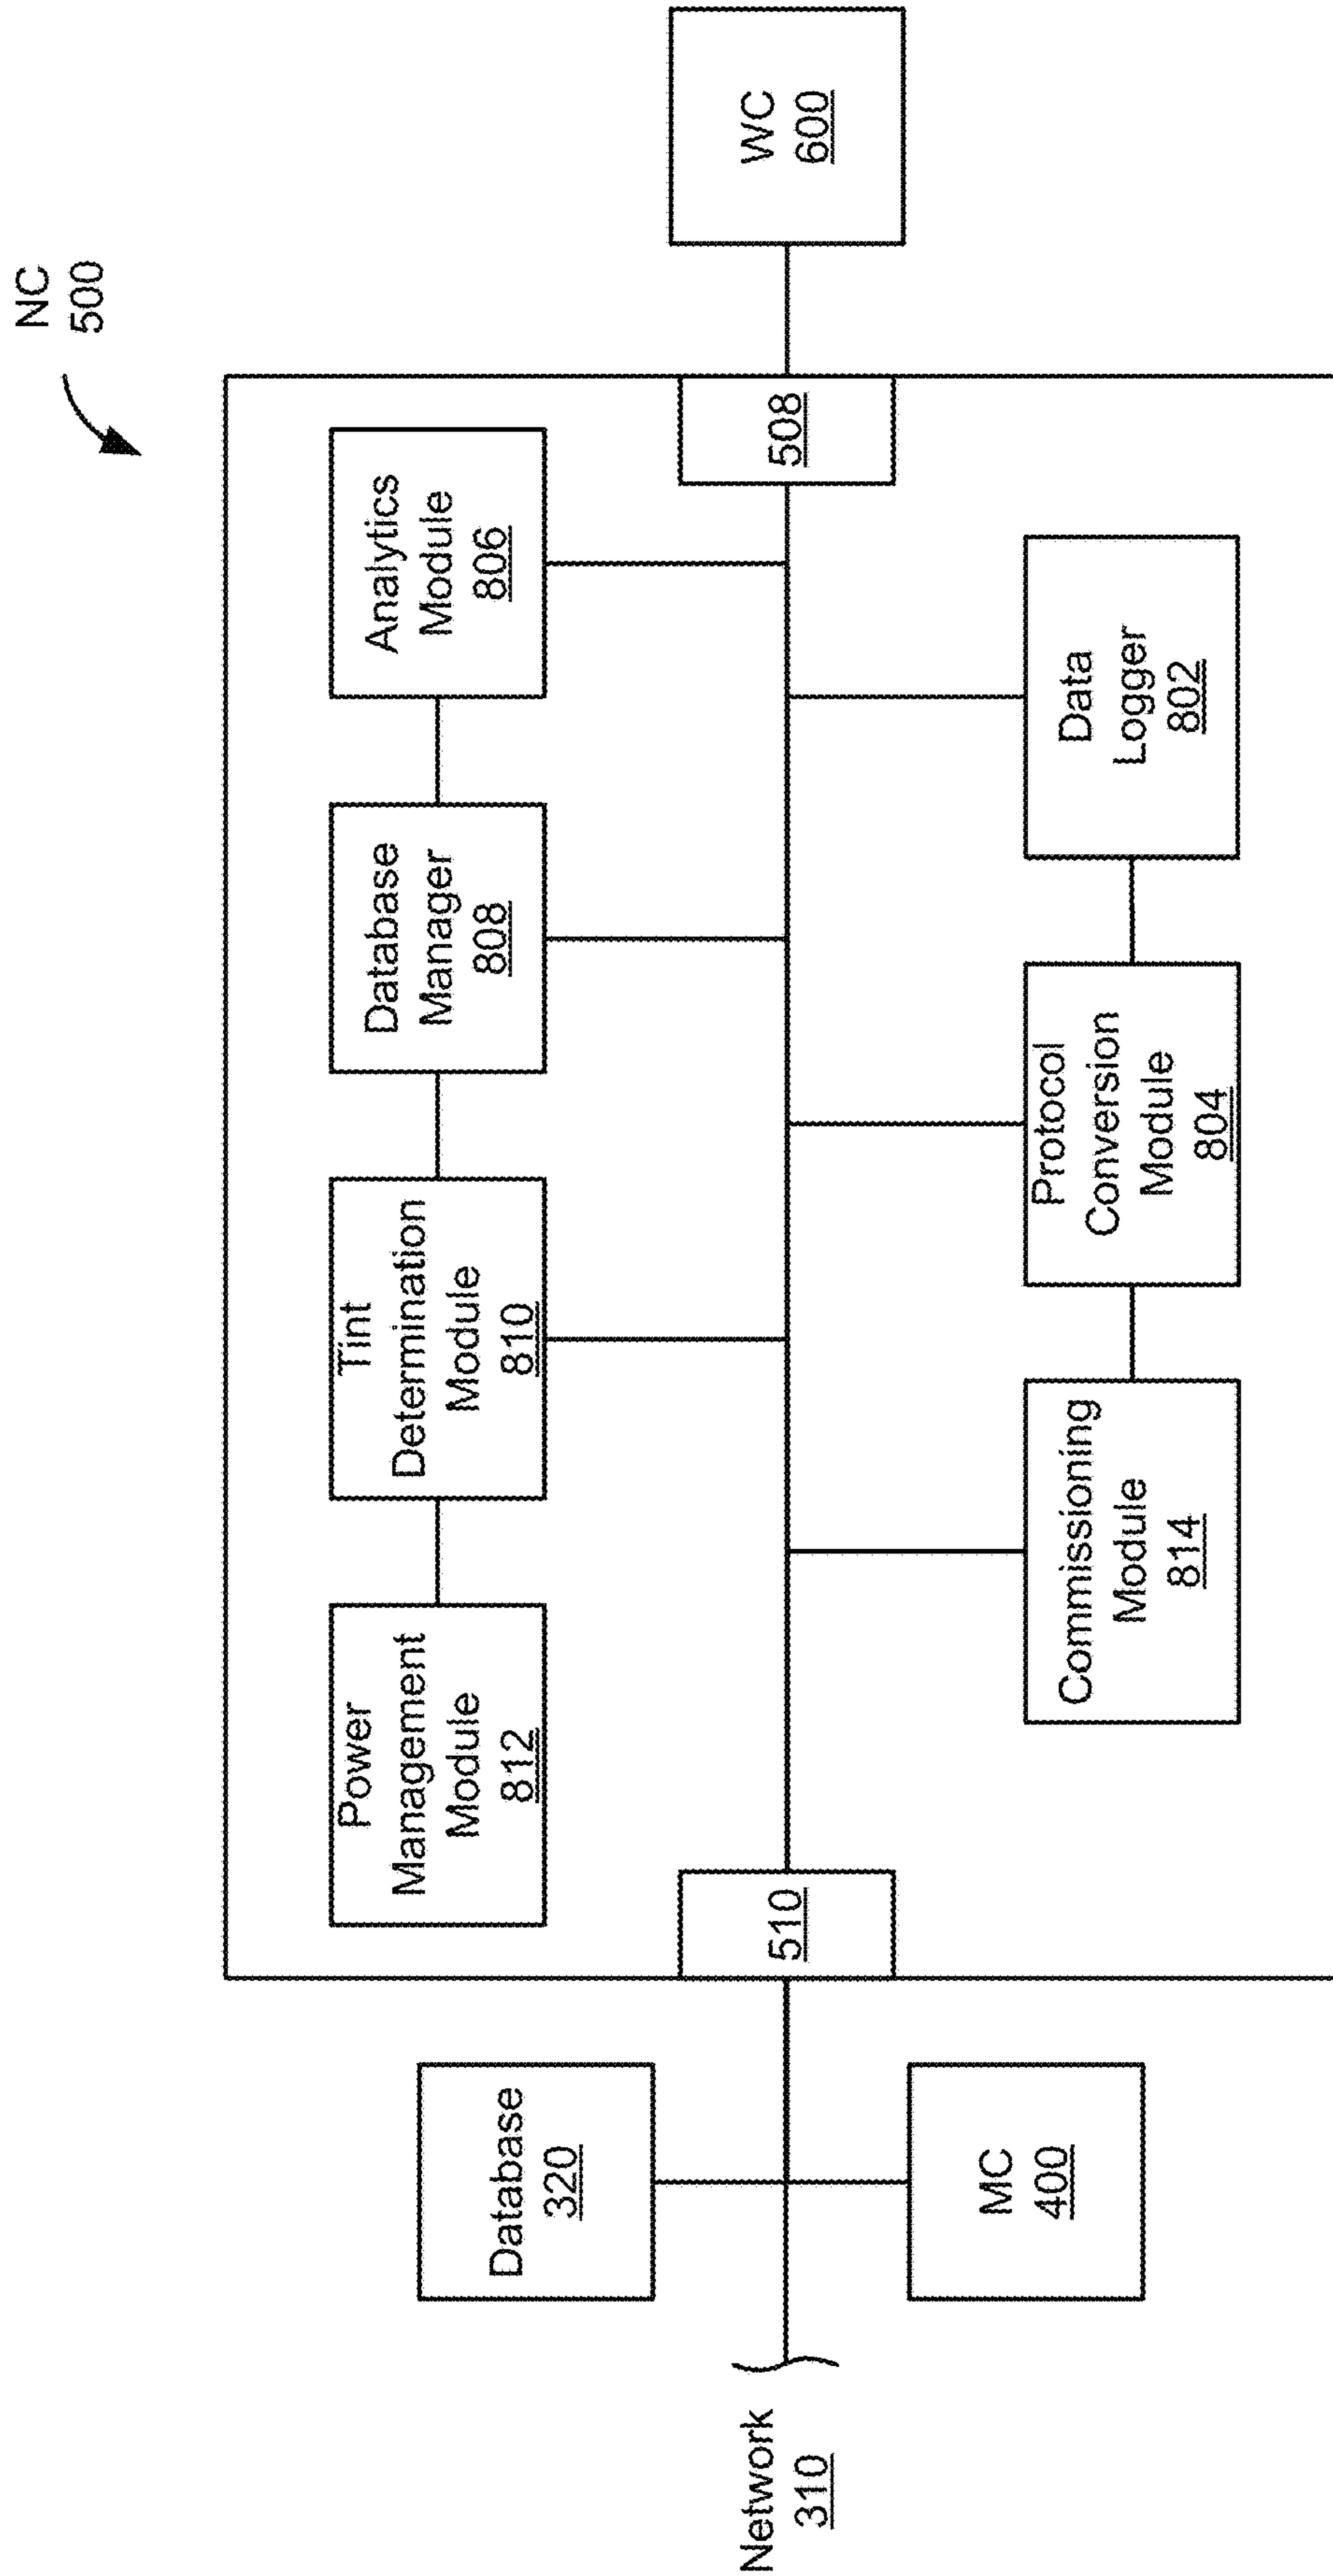 NC
500
Power
Management
Module
812
Tint
Determination
Module
810
Database
Manager
808
Analytics
Module
806
Database
320
Network
310
510
508
WC
600
MC
400
Commissioning
Module
814
Protocol
Conversion
Module
804
Data
Logger
802